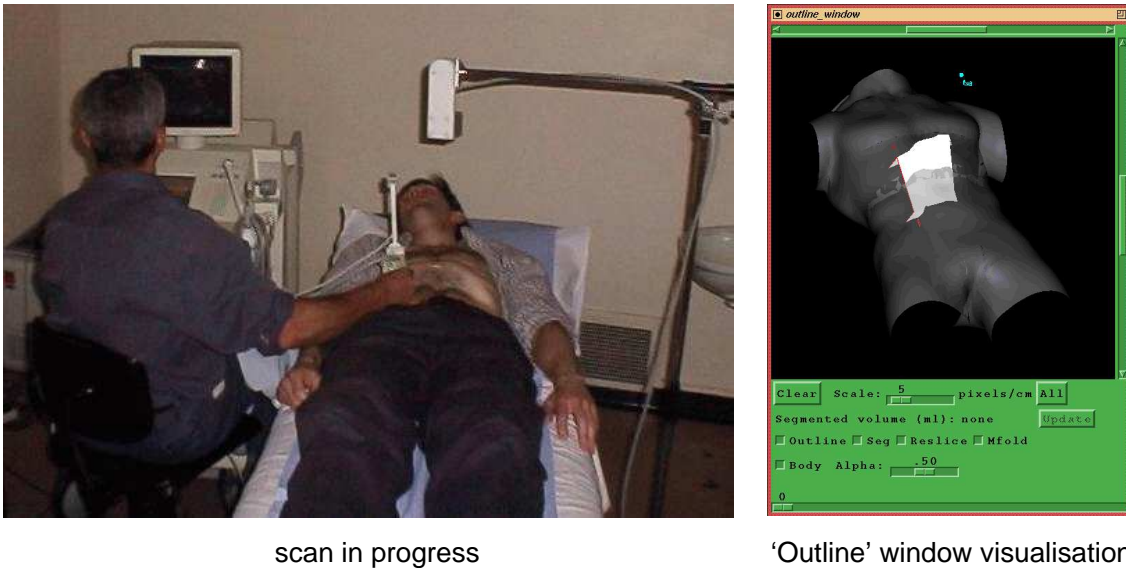 outline_window
Clear Scale: 5 pixels/cm All
Segmented volume (ml): none Update
Outline Seg Reslice Mfold
Body Alpha: .50
0
scan in progress
‘Outline’ window visualisation